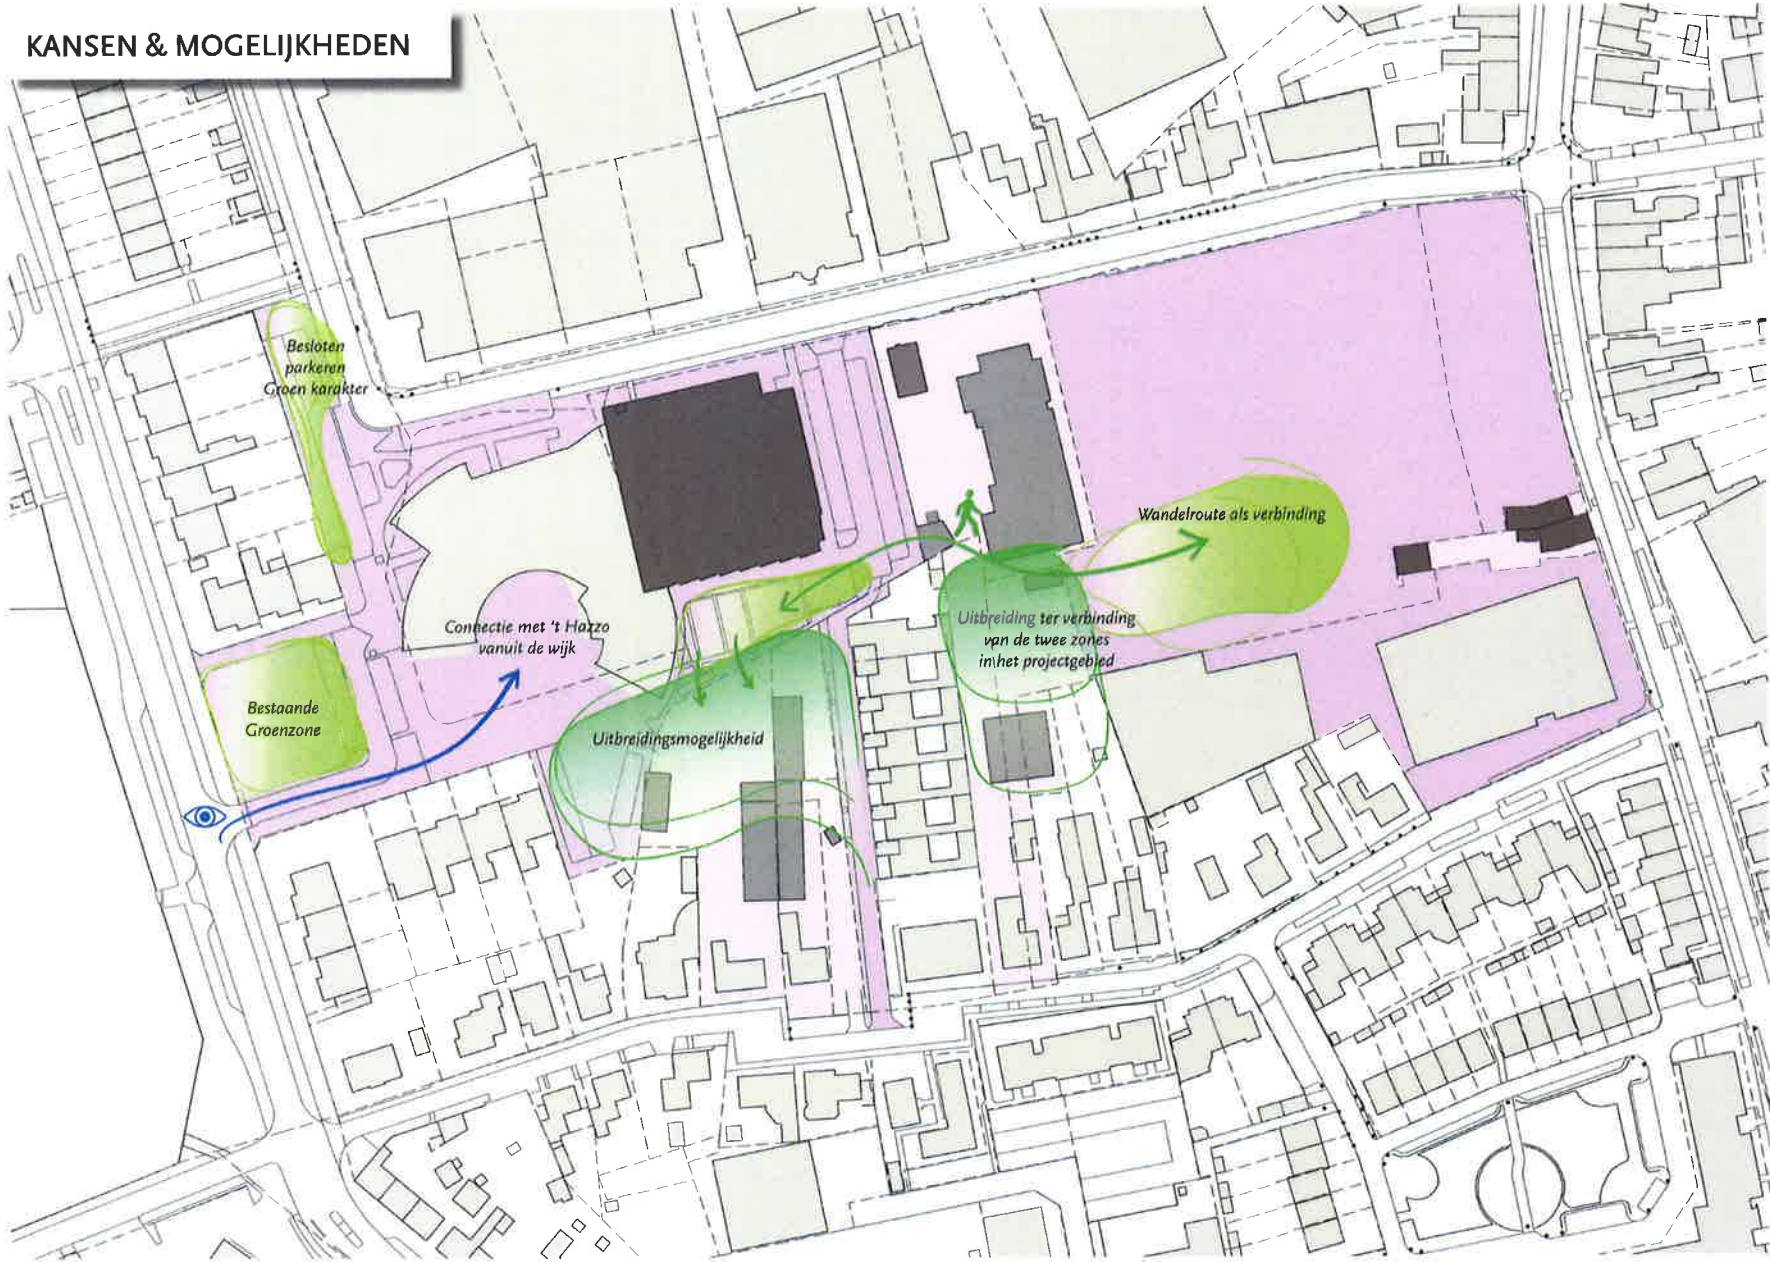 KANSEN & MOGELIJKHEDEN
Besloten
parkeren
Groen karakter
Wandelroute als verbinding
Connectie met 't Hazzo
vanuit de wijk
Uitbreiding ter verbinding
van de twee zones
in het projectgebied
Bestaande
Groenzone
Uitbreidingsmogelijkheid